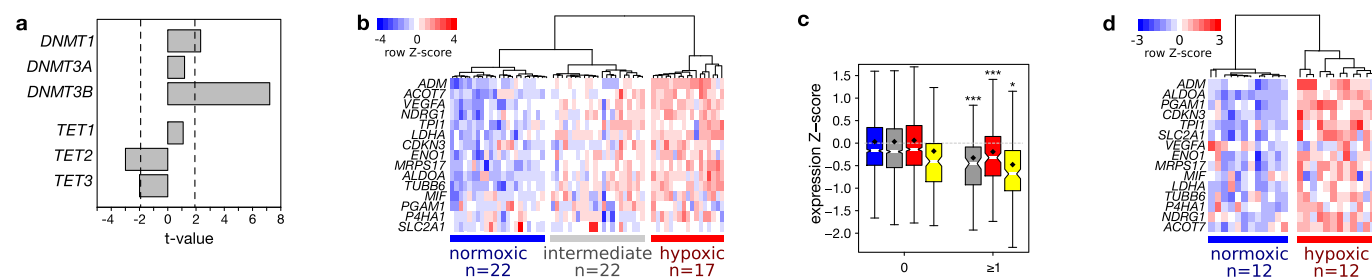 a
DNMT1
DNMT3A
DNMT3B
TET1
TET2
TET3
-4 -2 0 2 4 6 8
t-value
b
-4 0 4
row Z-score
ADM
ACOT7
VEGFA
NDRG1
TPI1
LDHA
CDKN3
ENO1
MRPS17
ALDOA
TUBB6
MIF
PGAM1
P4HA1
SLC2A1
normoxic intermediate hypoxic
n=22 n=22 n=17
c
expression Z−score
1.5
1.0
0.5
0.0
−0.5
−1.0
−1.5
−2.0
*** *** *
0 ≥1
d
-3 0 3
row Z-score
ADM
ALDOA
PGAM1
CDKN3
TPI1
SLC2A1
VEGFA
ENO1
MRPS17
MIF
LDHA
TUBB6
P4HA1
NDRG1
ACOT7
normoxic hypoxic
n=12 n=12